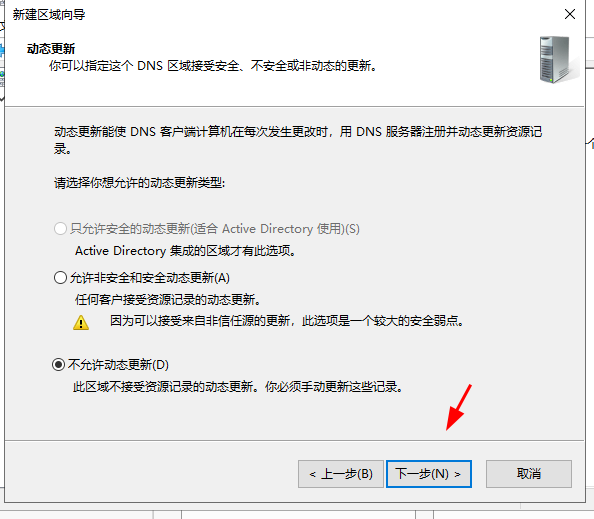 新建区域向导
动态更新
你可以指定这个 DNS 区域接受安全、不安全或非动态的更新。
动态更新能使 DNS 客户端计算机在每次发生更改时，用 DNS 服务器注册并动态更新资源记
录。
请选择你想允许的动态更新类型:
只允许安全的动态更新(适合 Active Directory 使用)(S)
Active Directory 集成的区域才有此选项。
允许非安全和安全动态更新(A)
任何客户接受资源记录的动态更新。
因为可以接受来自非信任源的更新，此选项是一个较大的安全弱点。
不允许动态更新(D)
此区域不接受资源记录的动态更新。你必须手动更新这些记录。
< 上一步(B) 下一步(N) > 取消